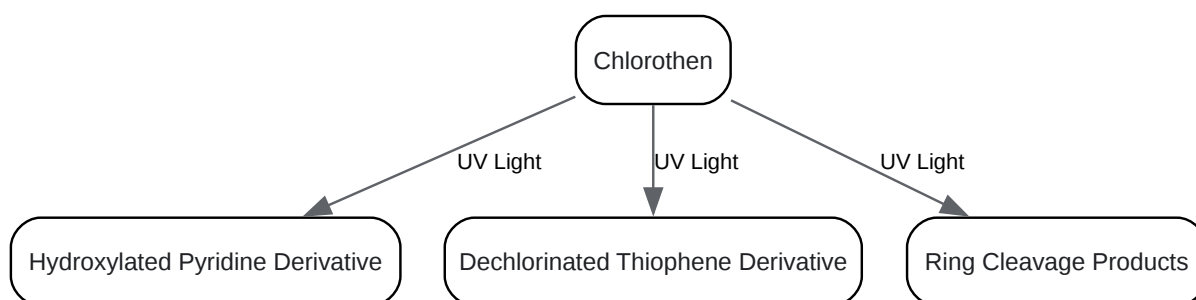 Chlorothen
UV Light
UV Light
UV Light
Hydroxylated Pyridine Derivative
Dechlorinated Thiophene Derivative
Ring Cleavage Products